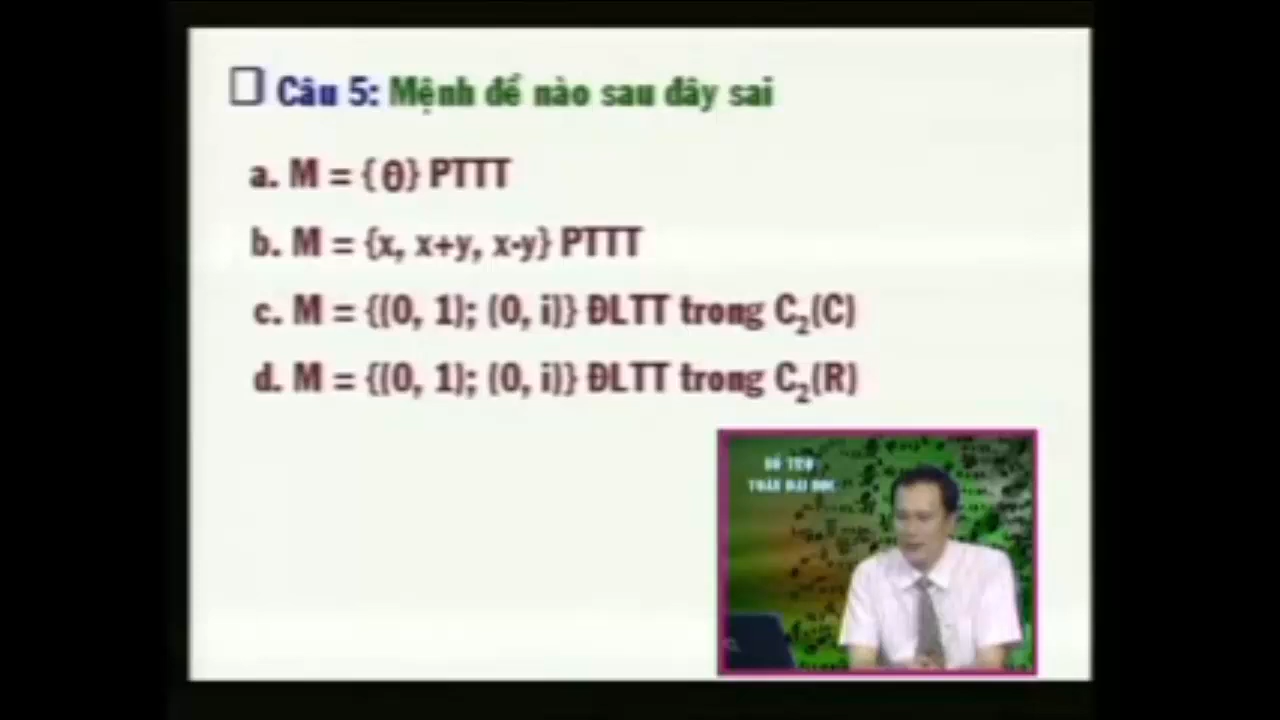 Câu 5: Mệnh đề nào sau đây sai
a. M = {θ} PTTT
b. M = {x, x+y, x-y} PTTT
c. M = {(0, 1); (0, i)} ĐLTT trong C₂(C)
d. M = {(0, 1); (0, i)} ĐLTT trong C₂(R)